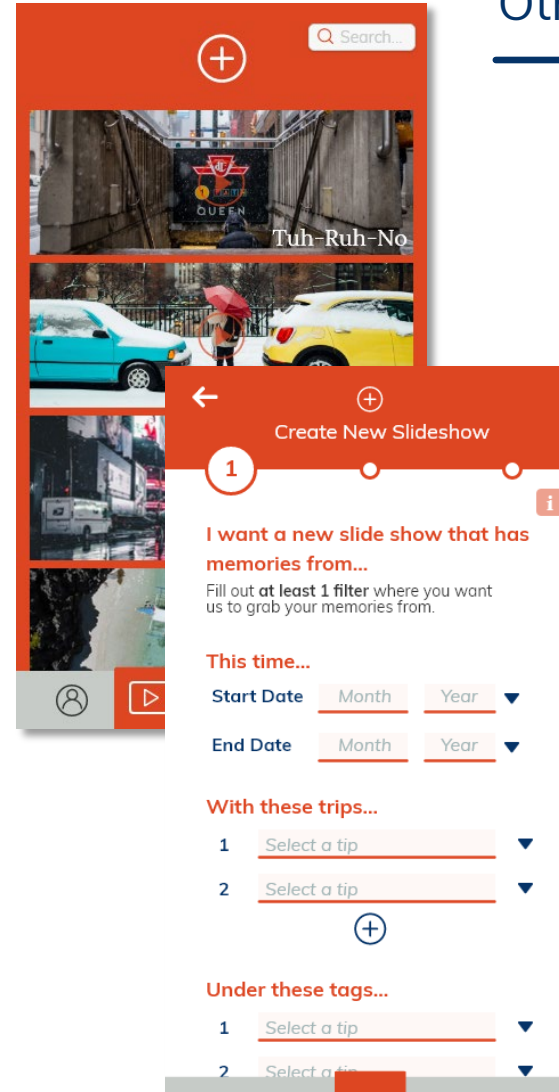 Search...
QUEEN
Tuh-Ruh-No
Create New Slideshow
1
i
I want a new slide show that has
memories from...
Fill out at least 1 filter where you want
us to grab your memories from.
This time...
Start Date Month Year
End Date Month Year
With these trips...
1 Select a tip
2 Select a tip
Under these tags...
1 Select a tip
2 Select a tip